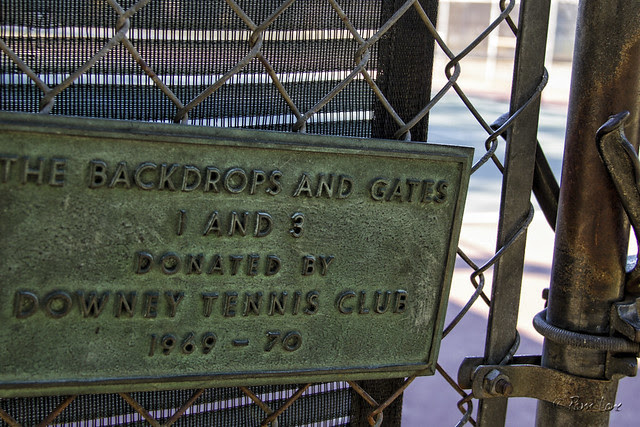 THE BACKDROPS AND GATES
1 AND 3
DONATED BY
DOWNEY TENNIS CLUB
1969 - 70